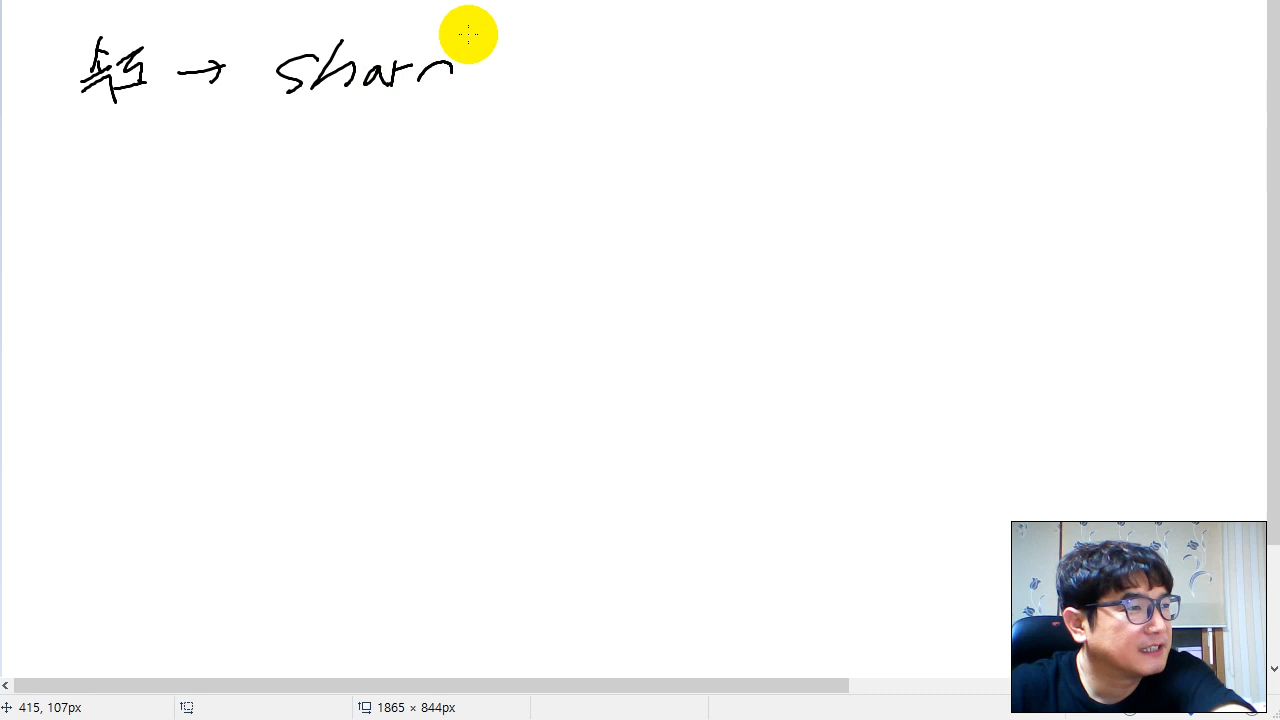 → shar
415, 107px 1865 × 844px